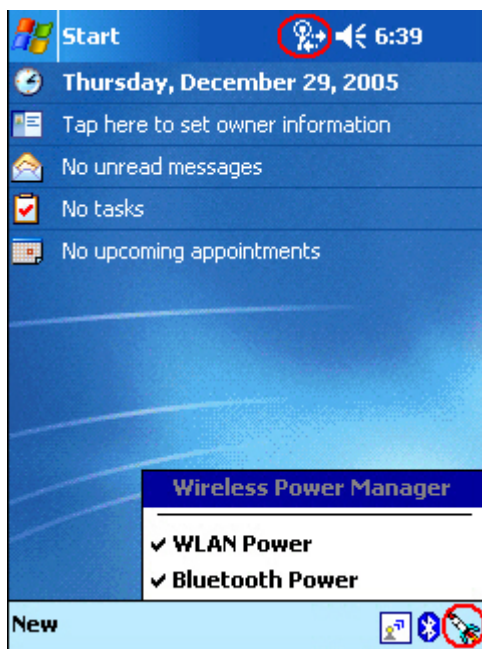 Start 6:39
Thursday, December 29, 2005
Tap here to set owner information
No unread messages
No tasks
No upcoming appointments
Wireless Power Manager
WLAN Power
Bluetooth Power
New